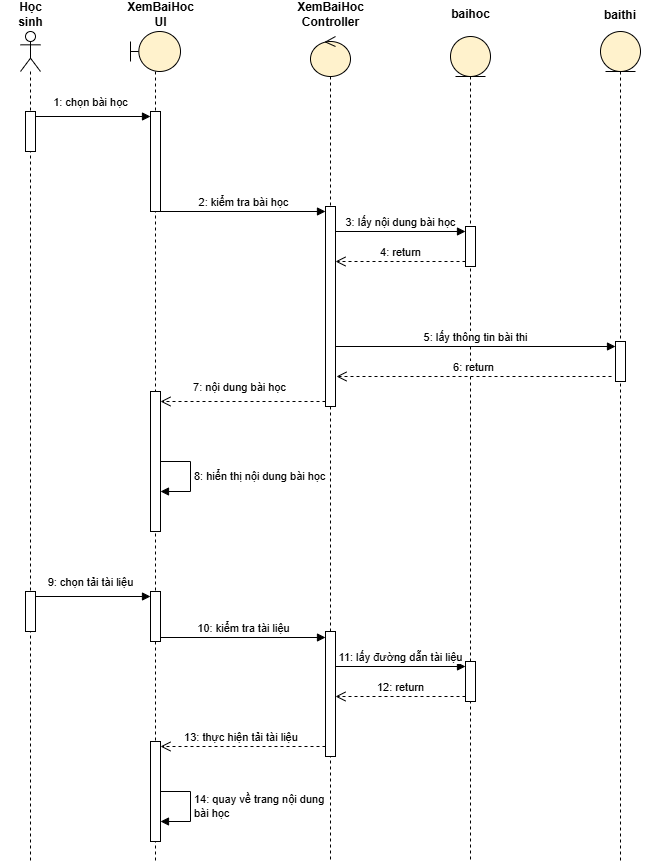 Học
sinh
XemBaiHoc
UI
XemBaiHoc
Controller
baihoc
baithi
1: chọn bài học
2: kiểm tra bài học
3: lấy nội dung bài học
4: return
5: lấy thông tin bài thi
6: return
7: nội dung bài học
8: hiển thị nội dung bài học
9: chọn tải tài liệu
10: kiểm tra tài liệu
11: lấy đường dẫn tài liệu
12: return
13: thực hiện tải tài liệu
14: quay về trang nội dung
bài học